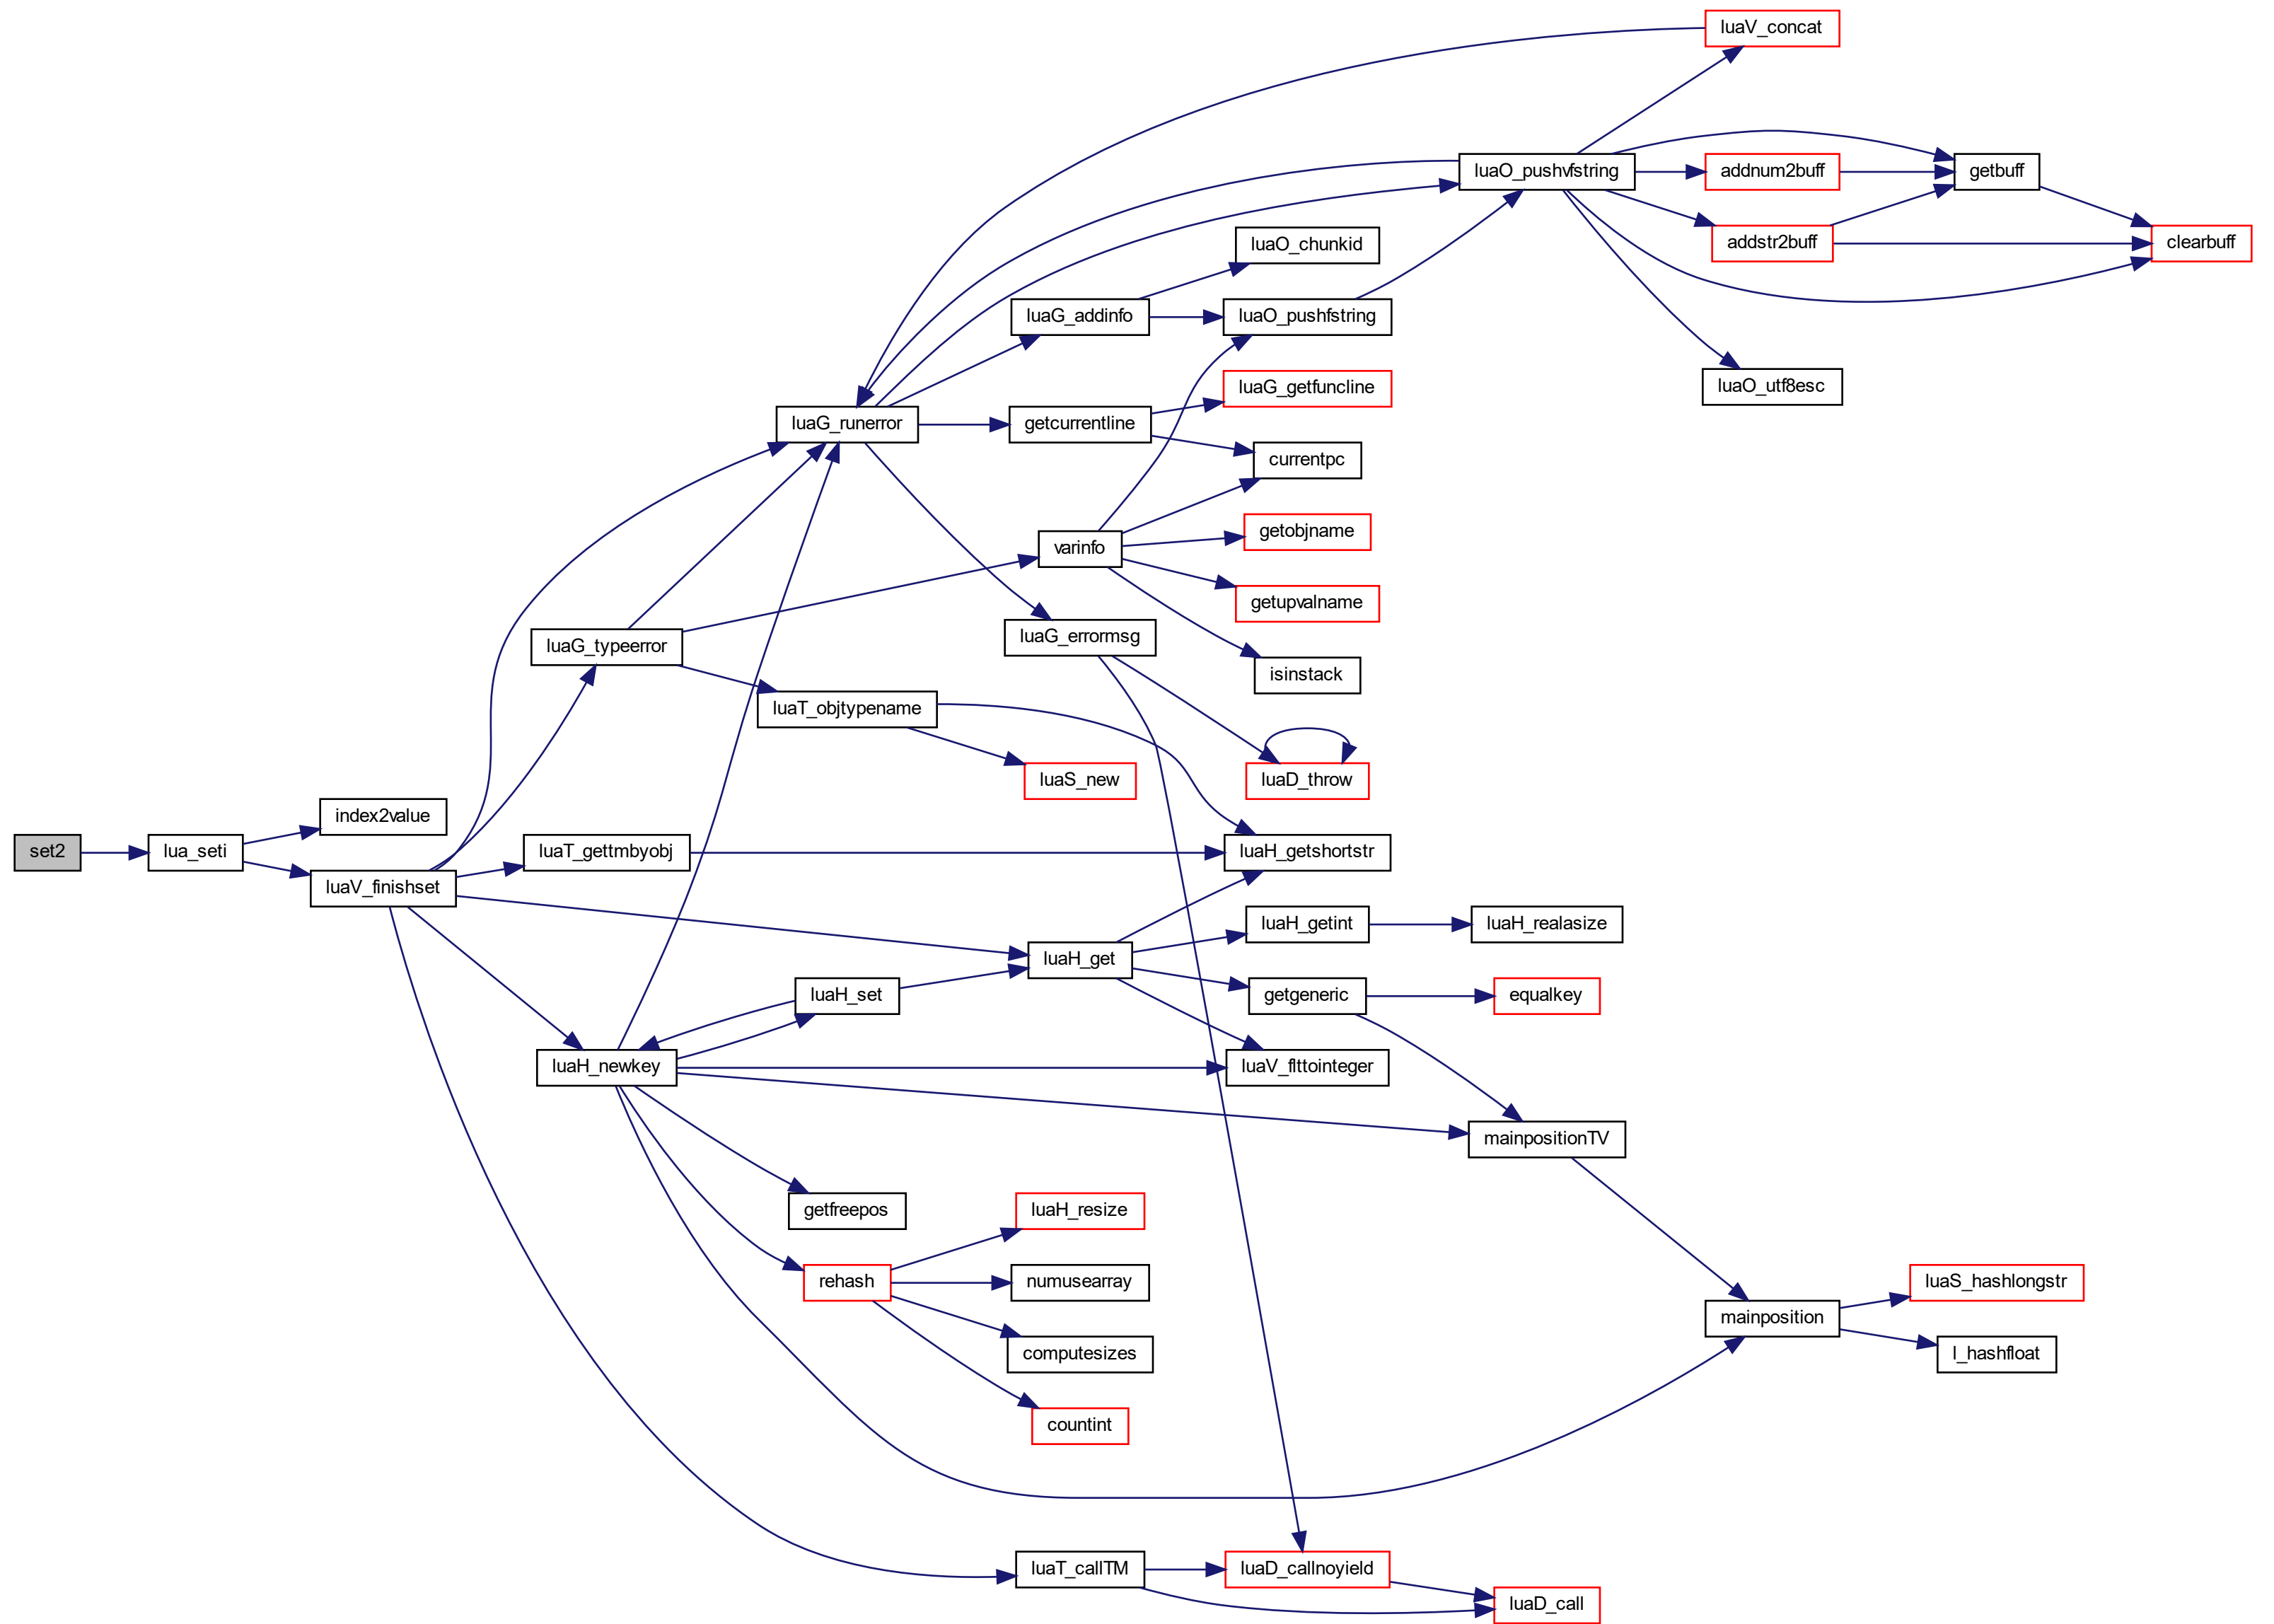 luaV_concat
luaO_pushvfstring
addnum2buff
getbuff
luaO_chunkid
addstr2buff
clearbuff
luaG_addinfo
luaO_pushfstring
luaO_utf8esc
luaG_getfuncline
luaG_runerror
getcurrentline
currentpc
getobjname
varinfo
getupvalname
luaG_errormsg
luaG_typeerror
isinstack
luaT_objtypename
luaS_new
luaD_throw
index2value
set2
lua_seti
luaT_gettmbyobj
luaH_getshortstr
luaV_finishset
luaH_getint
luaH_realasize
luaH_get
luaH_set
getgeneric
equalkey
luaH_newkey
luaV_flttointeger
mainpositionTV
getfreepos
luaH_resize
rehash
numusearray
luaS_hashlongstr
mainposition
computesizes
l_hashfloat
countint
luaT_callTM
luaD_callnoyield
luaD_call